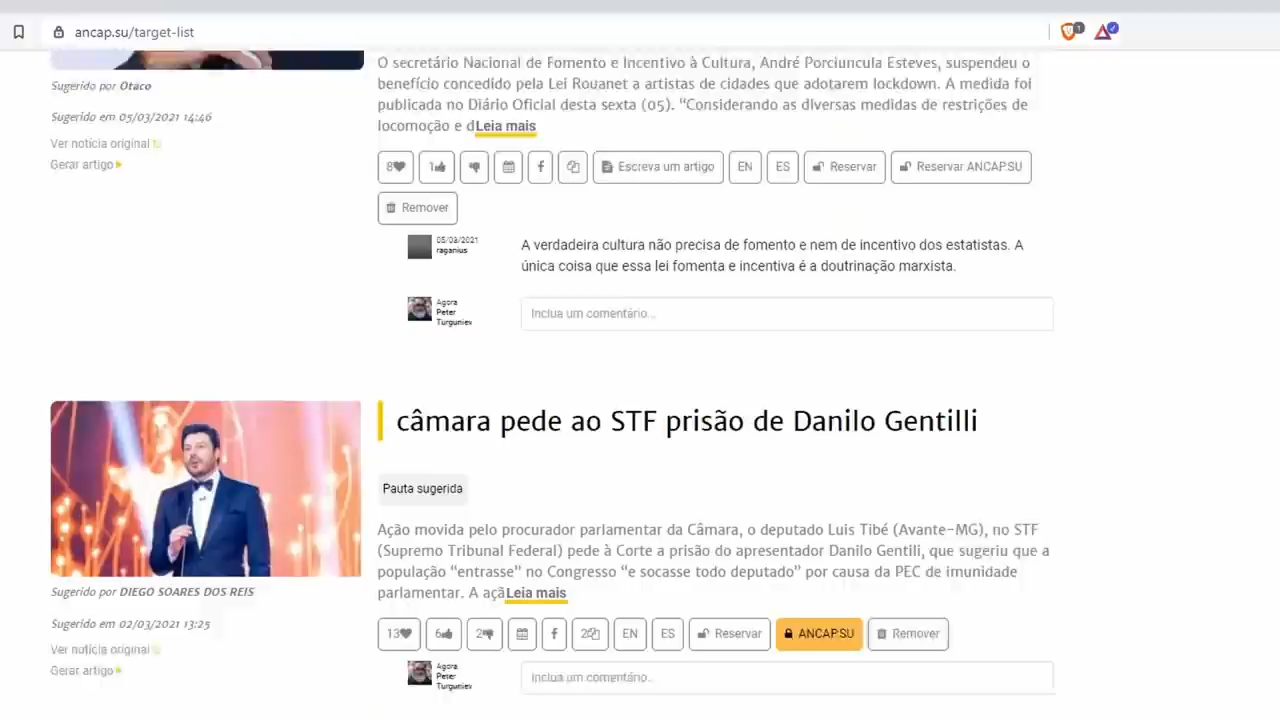 ancap.su/target-list
1
O secretário Nacional de Fomento e Incentivo à Cultura, André Porciuncula Esteves, suspendeu o
benefício concedido pela Lei Rouanet a artistas de cidades que adotarem lockdown. A medida foi
publicada no Diário Oficial desta sexta (05). “Considerando as diversas medidas de restrições de
locomoção e dLeia mais
Sugerido por Otaco
Sugerido em 05/03/2021 14:46
Ver notícia original
Gerar artigo
8 1 Escreva um artigo EN ES Reservar Reservar ANCAP.SU
Remover
05/03/2021
raganius
A verdadeira cultura não precisa de fomento e nem de incentivo dos estatistas. A
única coisa que essa lei fomenta e incentiva é a doutrinação marxista.
Agora
Peter
Turguniev
Inclua um comentário...
câmara pede ao STF prisão de Danilo Gentilli
Pauta sugerida
Ação movida pelo procurador parlamentar da Câmara, o deputado Luis Tibé (Avante-MG), no STF
(Supremo Tribunal Federal) pede à Corte a prisão do apresentador Danilo Gentili, que sugeriu que a
população “entrasse” no Congresso “e socasse todo deputado” por causa da PEC de imunidade
parlamentar. A açãLeia mais
Sugerido por DIEGO SOARES DOS REIS
Sugerido em 02/03/2021 13:25
Ver notícia original
Gerar artigo
13 6 2 2 EN ES Reservar ANCAP.SU Remover
Agora
Peter
Turguniev
Inclua um comentário...